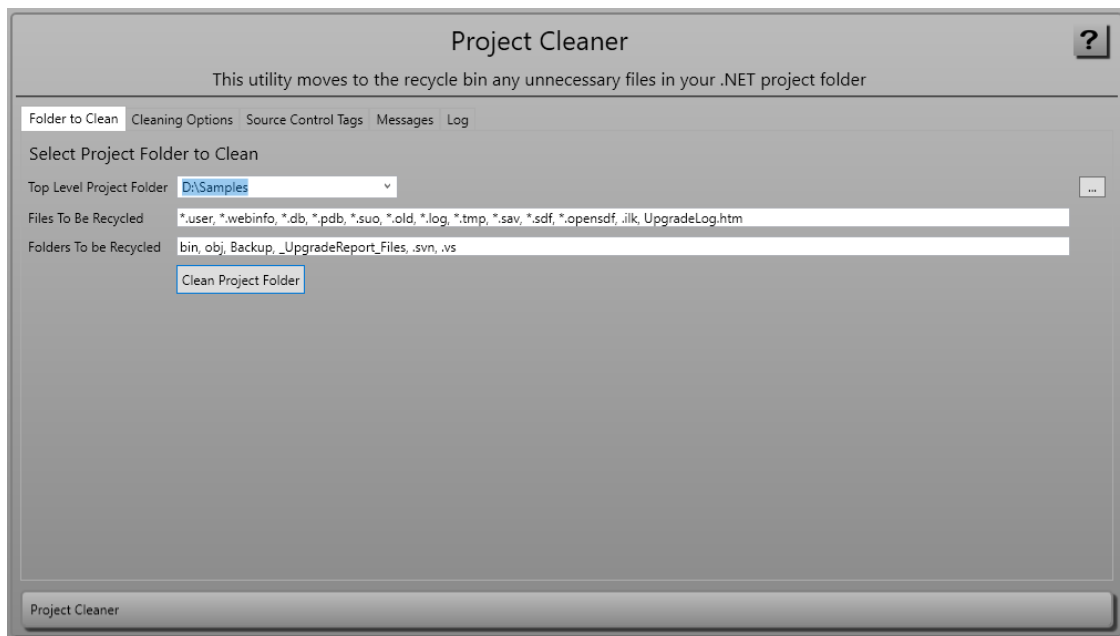 Project Cleaner
?
This utility moves to the recycle bin any unnecessary files in your .NET project folder
Folder to Clean Cleaning Options Source Control Tags Messages Log
Select Project Folder to Clean
Top Level Project Folder D:\Samples ...
Files To Be Recycled *.user, *.webinfo, *.db, *.pdb, *.suo, *.old, *.log, *.tmp, *.sav, *.sdf, *.opensdf, .ilk, UpgradeLog.htm
Folders To be Recycled bin, obj, Backup, _UpgradeReport_Files, .svn, .vs
Clean Project Folder
Project Cleaner